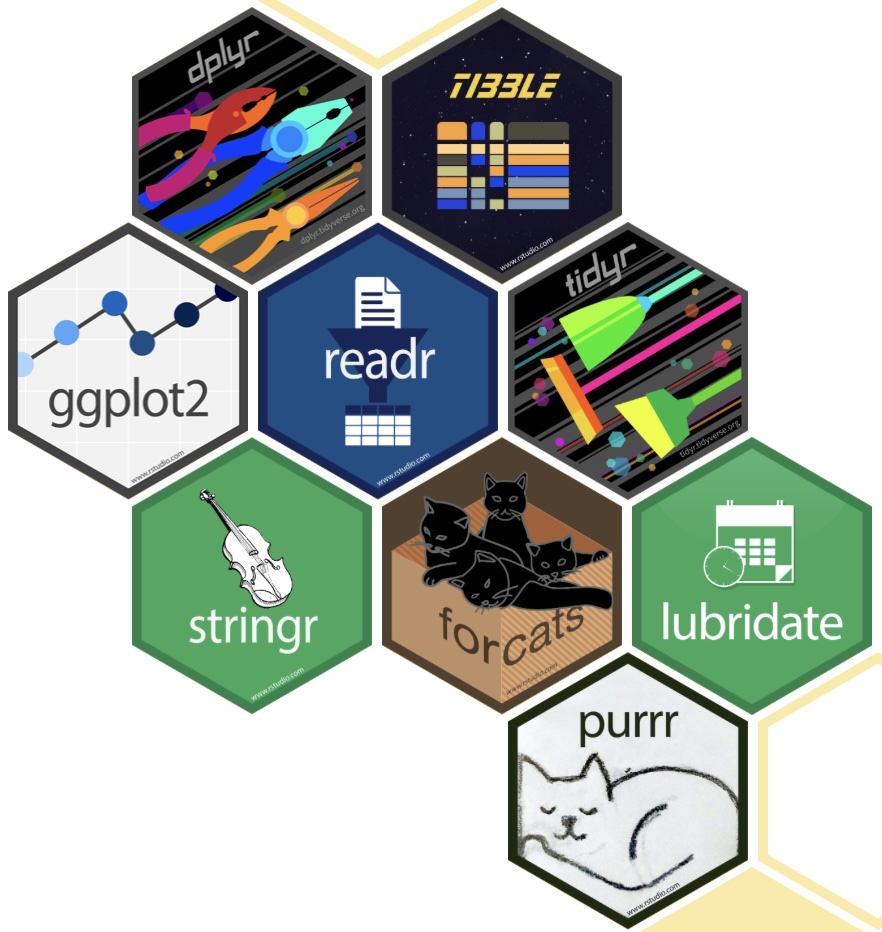 dplyr
dplyr.tidyverse.org
TIBBLE
www.rstudio.com
ggplot2
www.rstudio.com
readr
www.rstudio.com
tidyr
tidyr.tidyverse.org
stringr
www.rstudio.com
forcats
www.rstudio.com
lubridate
purrr
www.rstudio.com